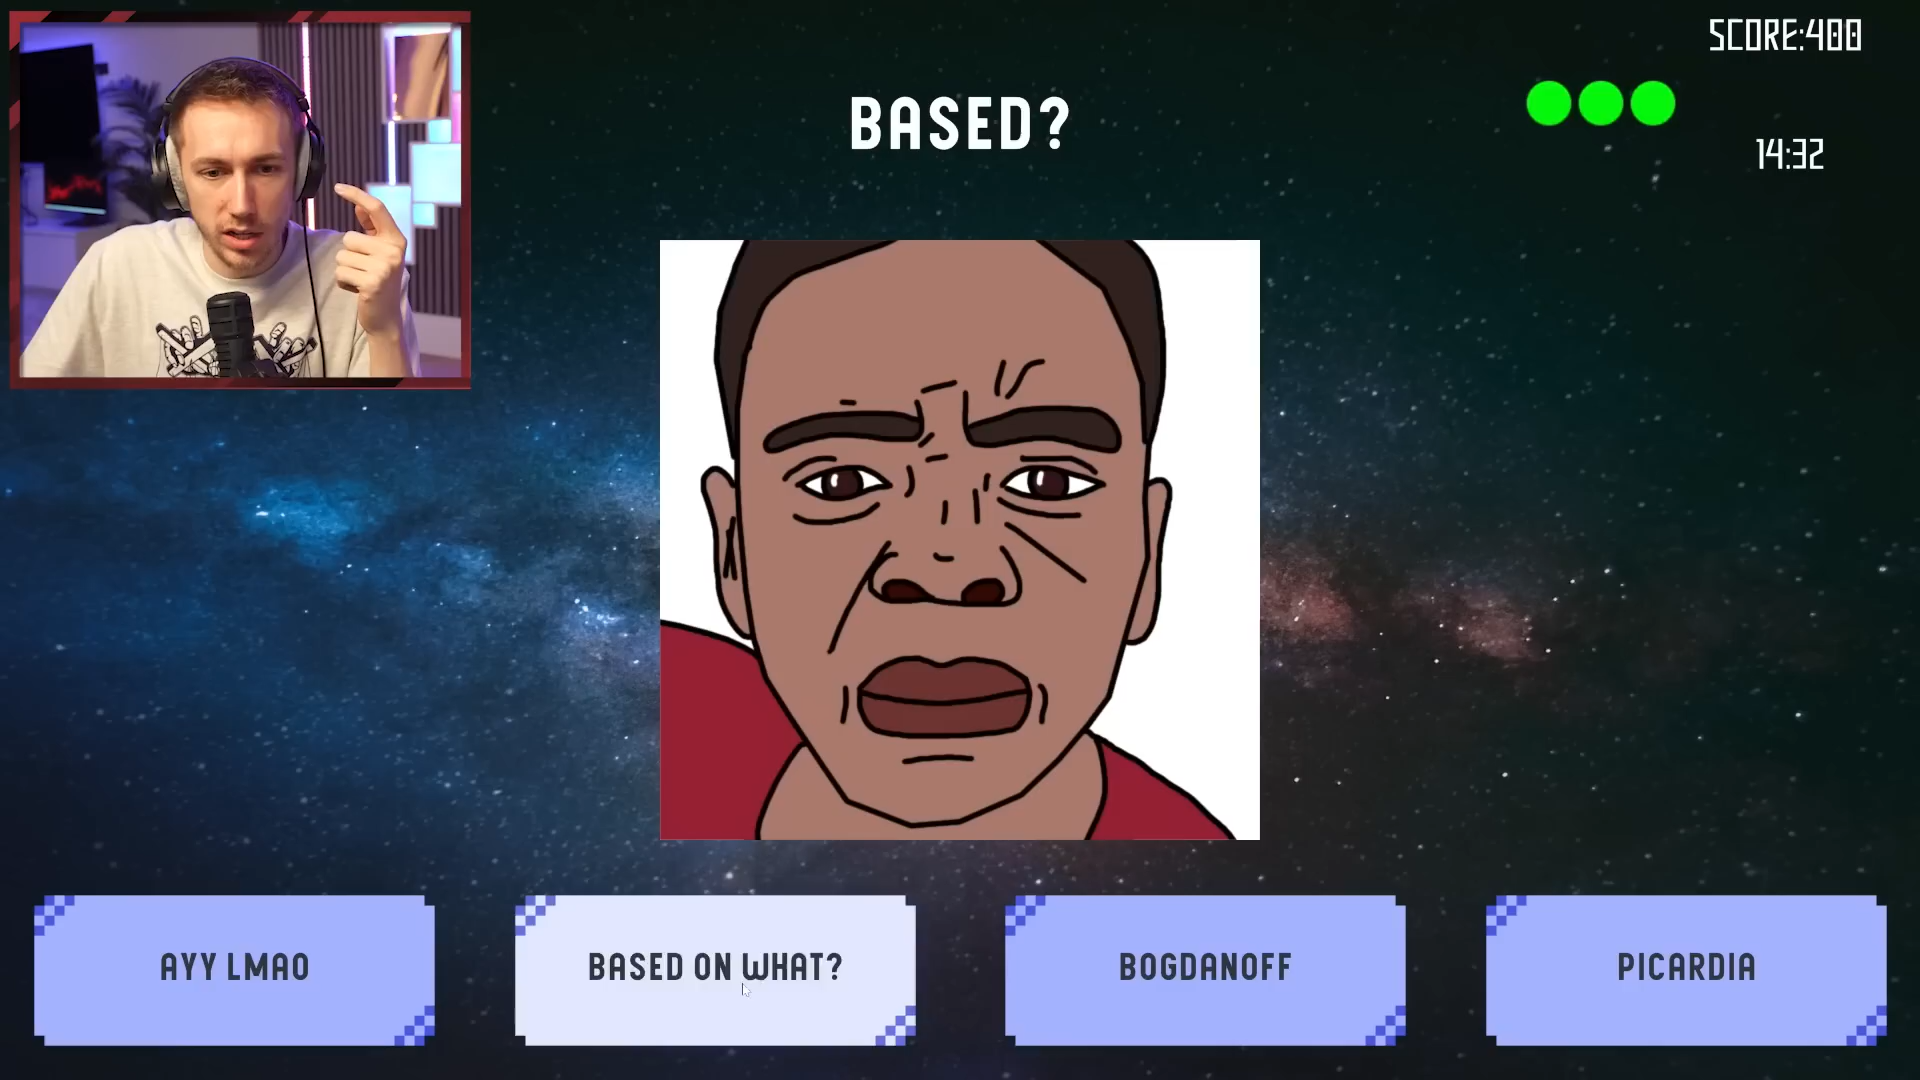 SCORE:400
BASED?
14:32
AYY LMAO
BASED ON WHAT?
BOGDANOFF
PICARDIA